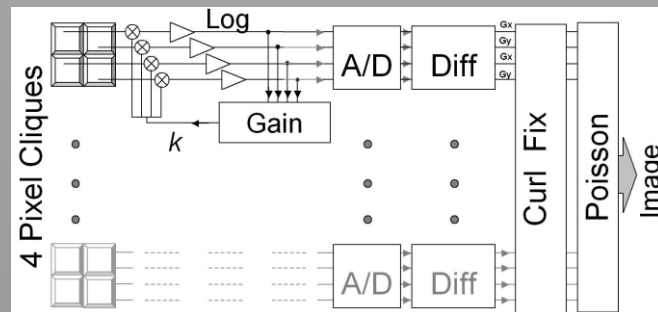 4 Pixel Cliques
Log
k
Gain
A/D
Diff
Gx
Gy
Gx
Gy
A/D
Diff
Curl Fix
Poisson
Image